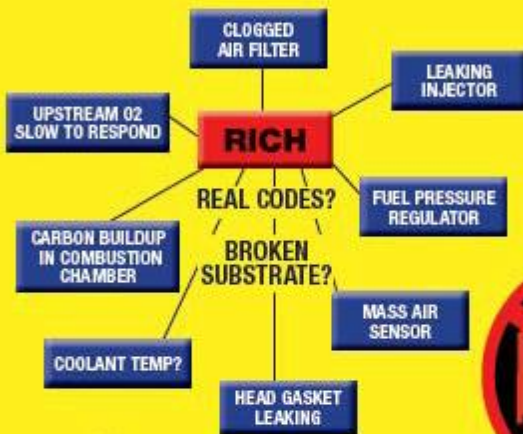 CLOGGED
AIR FILTER
LEAKING
INJECTOR
UPSTREAM O2
SLOW TO RESPOND
RICH
REAL CODES?
FUEL PRESSURE
REGULATOR
CARBON BUILDUP
IN COMBUSTION
CHAMBER
BROKEN
SUBSTRATE?
MASS AIR
SENSOR
COOLANT TEMP?
HEAD GASKET
LEAKING